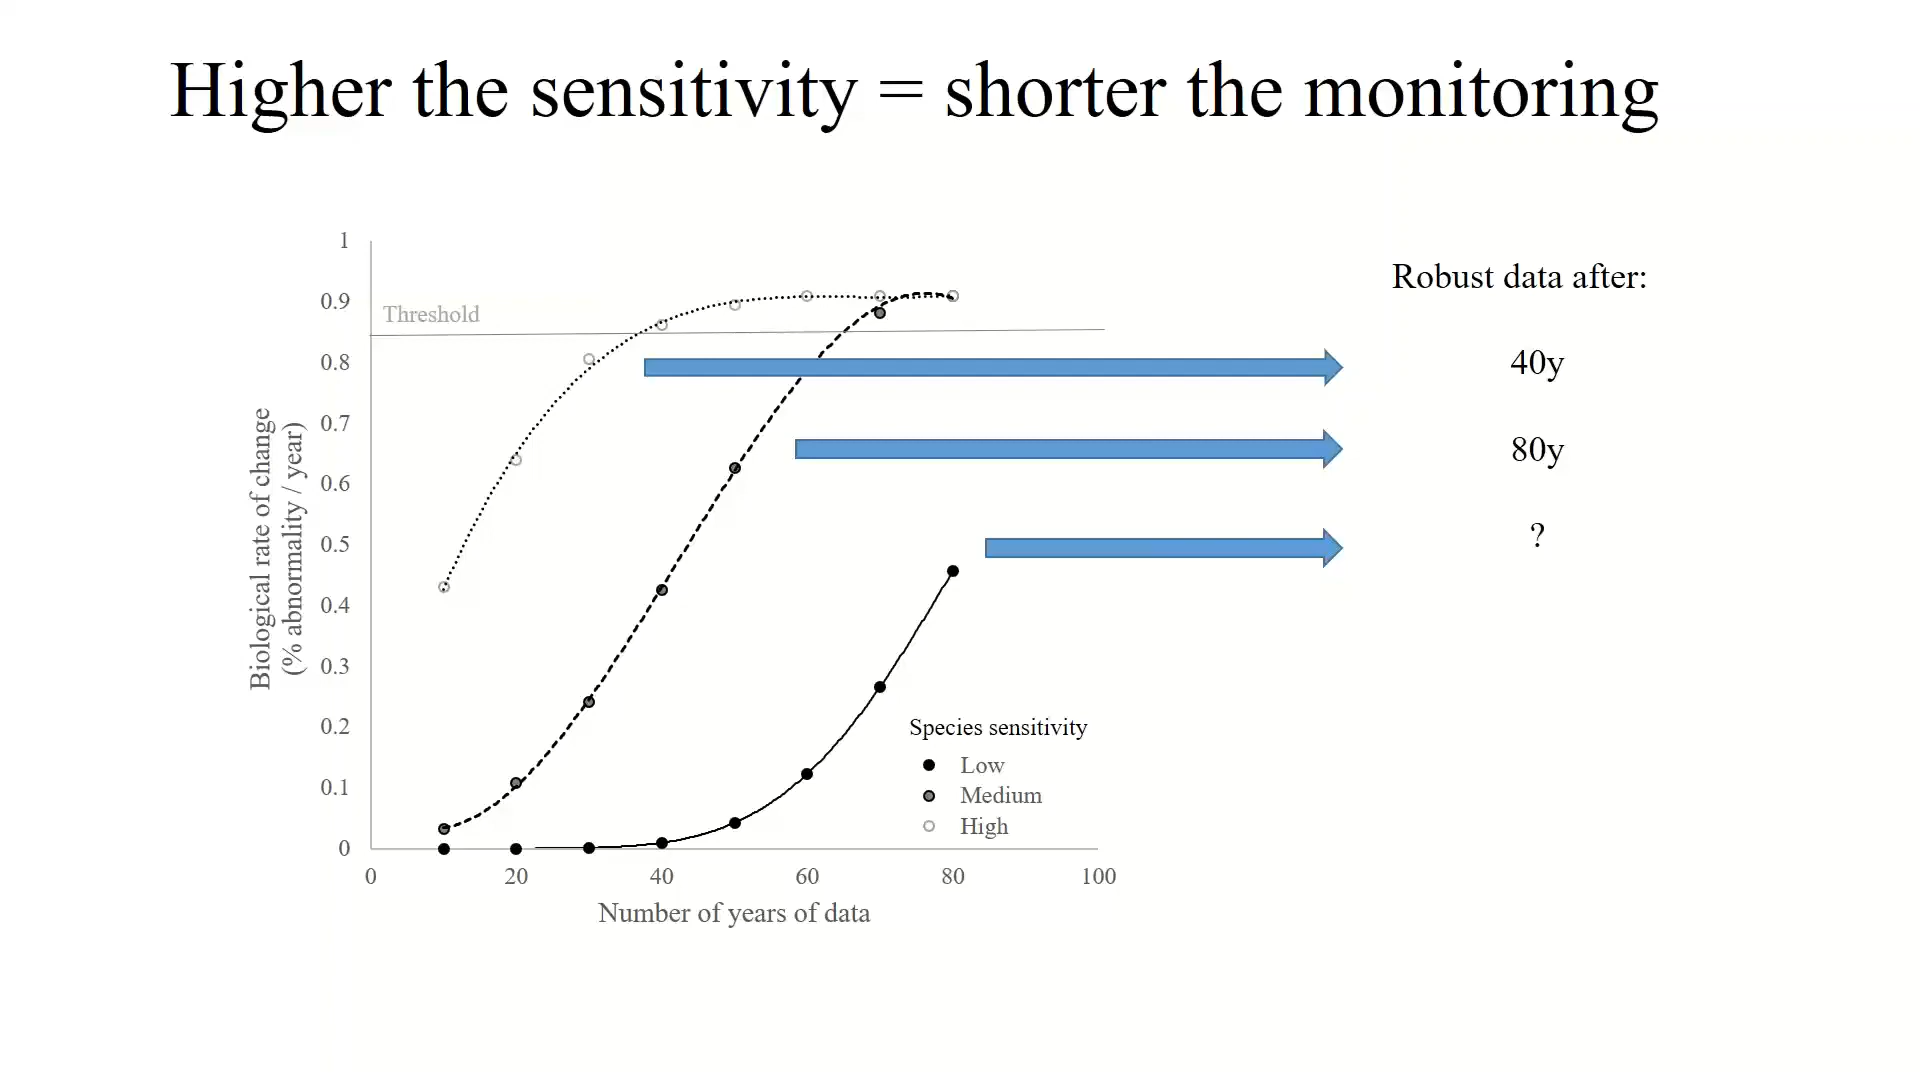 Higher the sensitivity = shorter the monitoring
Robust data after:
40y
80y
?
Threshold
1
0.9
0.8
0.7
0.6
0.5
0.4
0.3
0.2
0.1
0
Biological rate of change
(% abnormality / year)
Species sensitivity
Low
Medium
High
0 20 40 60 80 100
Number of years of data